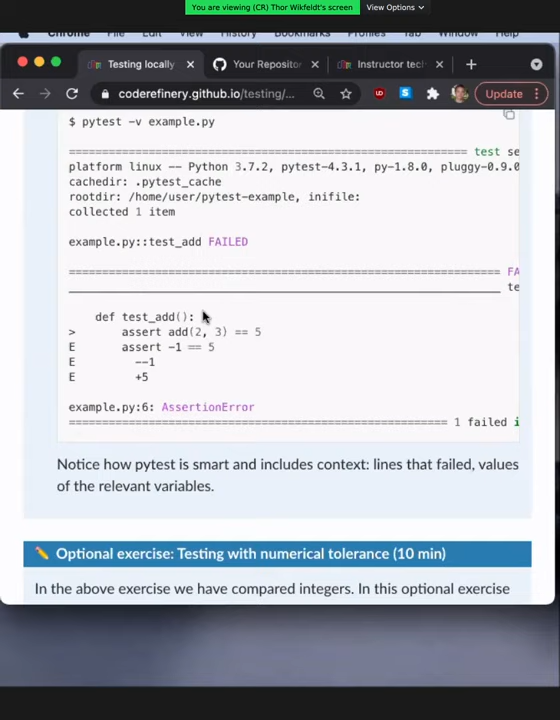 You are viewing (CR) Thor Wikfeldt's screen
View Options
Chrome File Edit View History Bookmarks Profiles Tab Window Help
Testing locally
Your Reposito
Instructor tec
coderefinery.github.io/testing/...
Update
$ pytest -v example.py
=================================================== test se
platform linux -- Python 3.7.2, pytest-4.3.1, py-1.8.0, pluggy-0.9.0
cachedir: .pytest_cache
rootdir: /home/user/pytest-example, inifile:
collected 1 item
example.py::test_add FAILED
======================================================= FA
_______________________________________________________ te
def test_add():
> assert add(2, 3) == 5
E assert -1 == 5
E --1
E +5
example.py:6: AssertionError
================================================ 1 failed i
Notice how pytest is smart and includes context: lines that failed, values
of the relevant variables.
Optional exercise: Testing with numerical tolerance (10 min)
In the above exercise we have compared integers. In this optional exercise